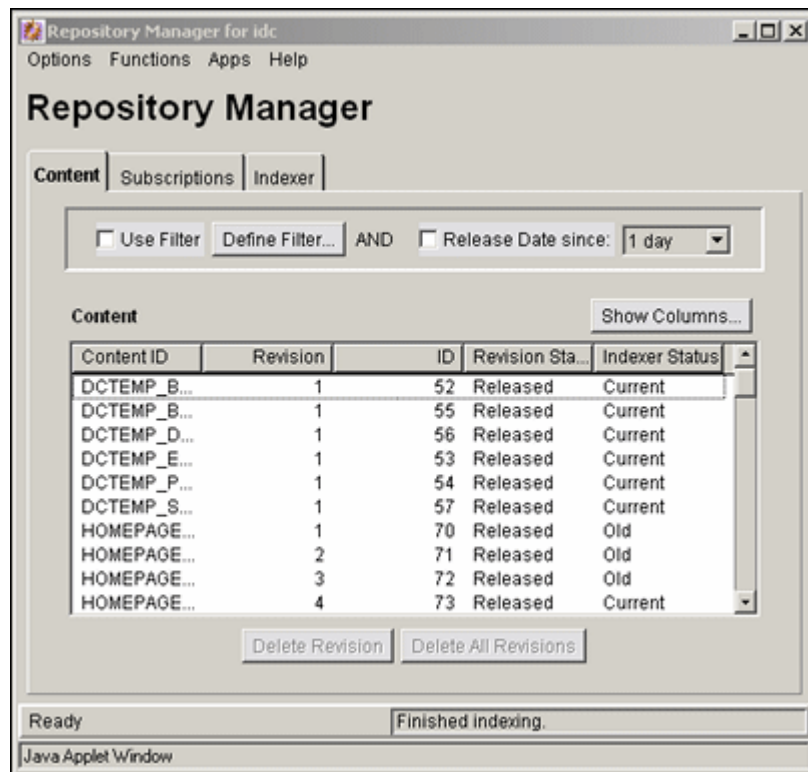 Repository Manager for idc
Options Functions Apps Help
Repository Manager
Content Subscriptions Indexer
Use Filter Define Filter... AND Release Date since: 1 day
Content Show Columns...
Content ID Revision ID Revision Sta... Indexer Status
DCTEMP_B... 1 52 Released Current
DCTEMP_B... 1 55 Released Current
DCTEMP_D... 1 56 Released Current
DCTEMP_E... 1 53 Released Current
DCTEMP_P... 1 54 Released Current
DCTEMP_S... 1 57 Released Current
HOMEPAGE... 1 70 Released Old
HOMEPAGE... 2 71 Released Old
HOMEPAGE... 3 72 Released Old
HOMEPAGE... 4 73 Released Current
Delete Revision Delete All Revisions
Ready Finished indexing.
Java Applet Window